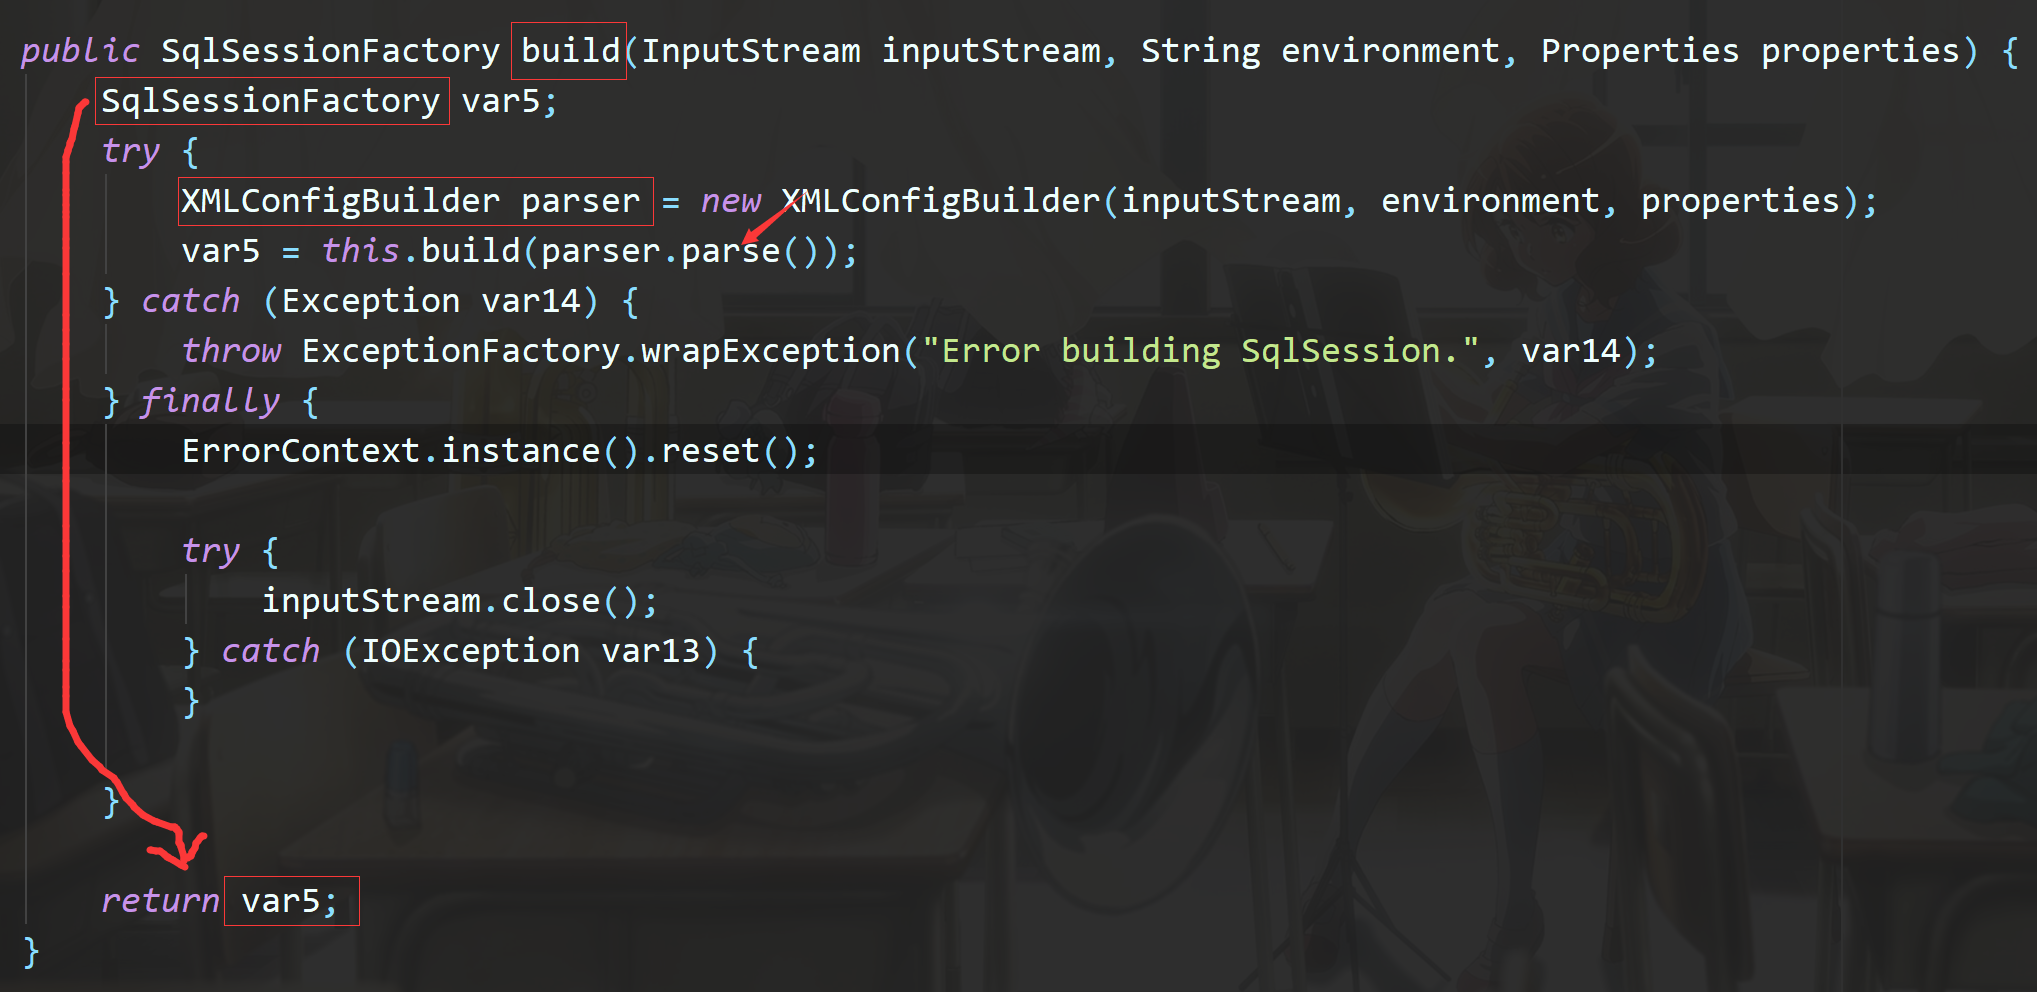 public SqlSessionFactory build(InputStream inputStream, String environment, Properties properties) {
SqlSessionFactory var5;
try {
XMLConfigBuilder parser = new XMLConfigBuilder(inputStream, environment, properties);
var5 = this.build(parser.parse());
} catch (Exception var14) {
throw ExceptionFactory.wrapException("Error building SqlSession.", var14);
} finally {
ErrorContext.instance().reset();
try {
inputStream.close();
} catch (IOException var13) {
}
}
return var5;
}